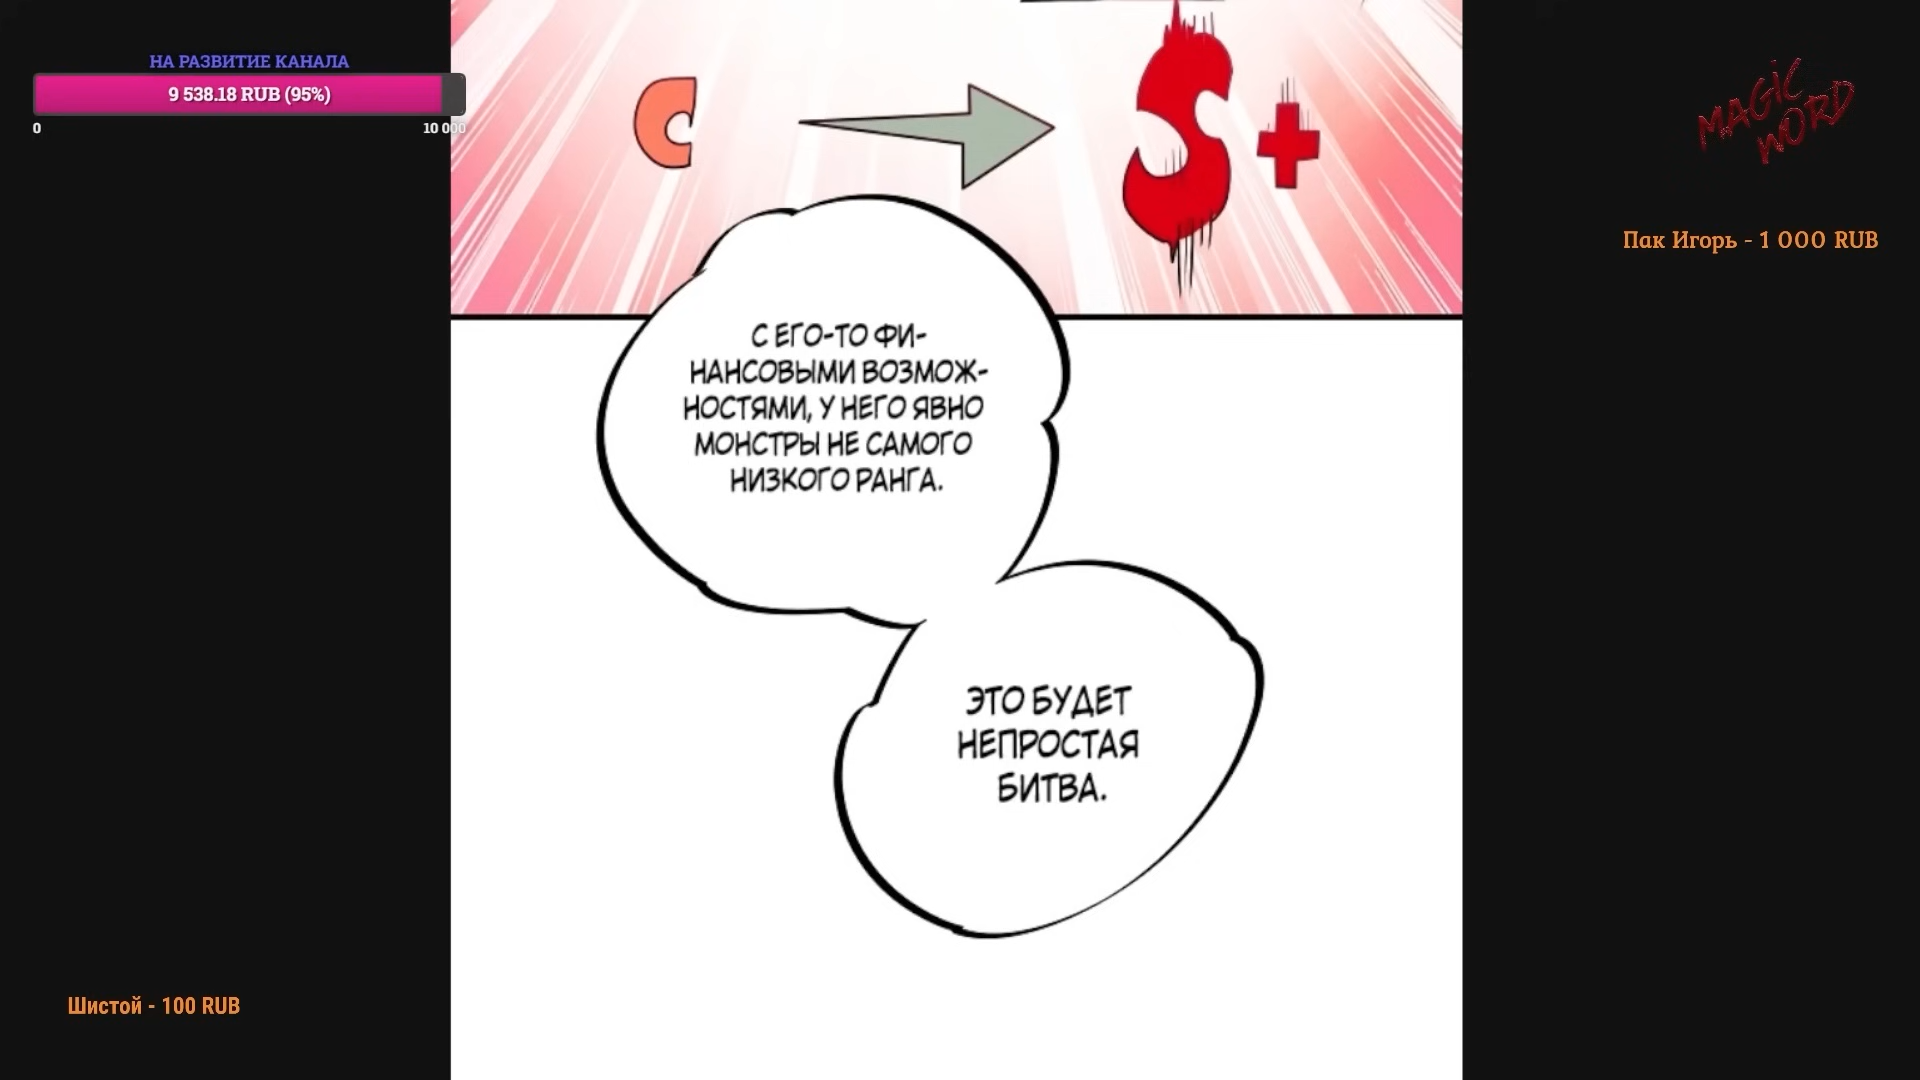 НА РАЗВИТИЕ КАНАЛА
9 538.18 RUB (95%)
0
10 000
C
S+
MAGIC
WORD
Пак Игорь - 1 000 RUB
С ЕГО-ТО ФИ-
НАНСОВЫМИ ВОЗМОЖ-
НОСТЯМИ, У НЕГО ЯВНО
МОНСТРЫ НЕ САМОГО
НИЗКОГО РАНГА.
ЭТО БУДЕТ
НЕПРОСТАЯ
БИТВА.
Шистой - 100 RUB